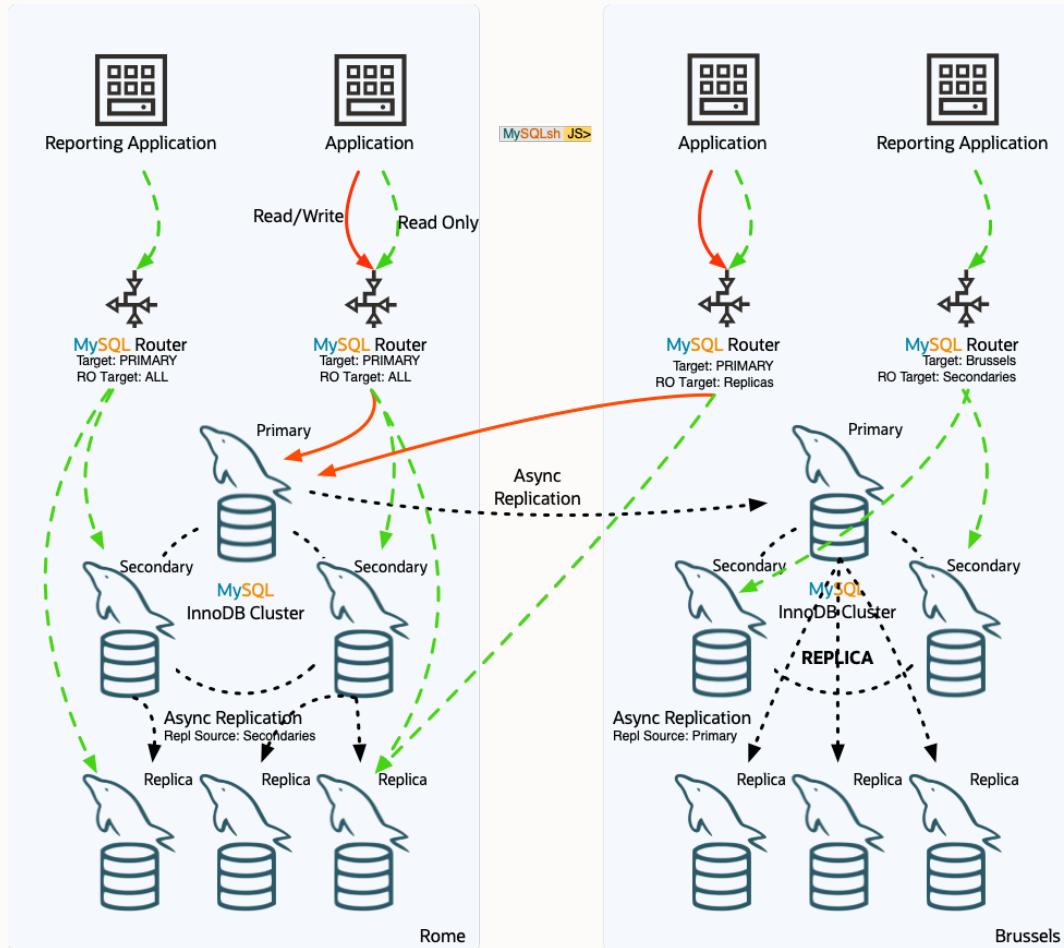 Reporting Application
Application
MySQLsh JS>
Application
Reporting Application
Read/Write
Read Only
MySQL Router
Target: PRIMARY
RO Target: ALL
MySQL Router
Target: PRIMARY
RO Target: ALL
MySQL Router
Target: PRIMARY
RO Target: Replicas
MySQL Router
Target: Brussels
RO Target: Secondaries
Primary
Primary
Async
Replication
Secondary
Secondary
Secondary
Secondary
MySQL
InnoDB Cluster
MySQL
InnoDB Cluster
REPLICA
Async Replication
Repl Source: Secondaries
Async Replication
Repl Source: Primary
Replica
Replica
Replica
Replica
Replica
Replica
Rome
Brussels